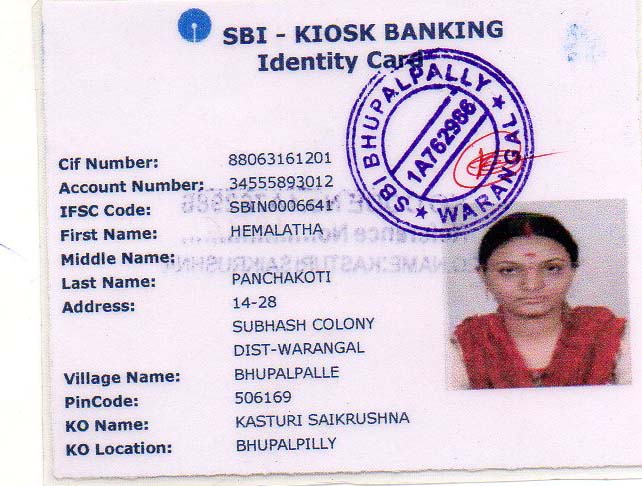 SBI - KIOSK BANKING
Identity Card
SBI BHUPALPALLY ★ WARANGAL ★
1A762986
Cif Number: 88063161201
Account Number: 34555893012
IFSC Code: SBIN0006641
First Name: HEMALATHA
Middle Name:
Last Name: PANCHAKOTI
Address: 14-28
SUBHASH COLONY
DIST-WARANGAL
Village Name: BHUPALPALLE
PinCode: 506169
KO Name: KASTURI SAIKRUSHNA
KO Location: BHUPALPILLY